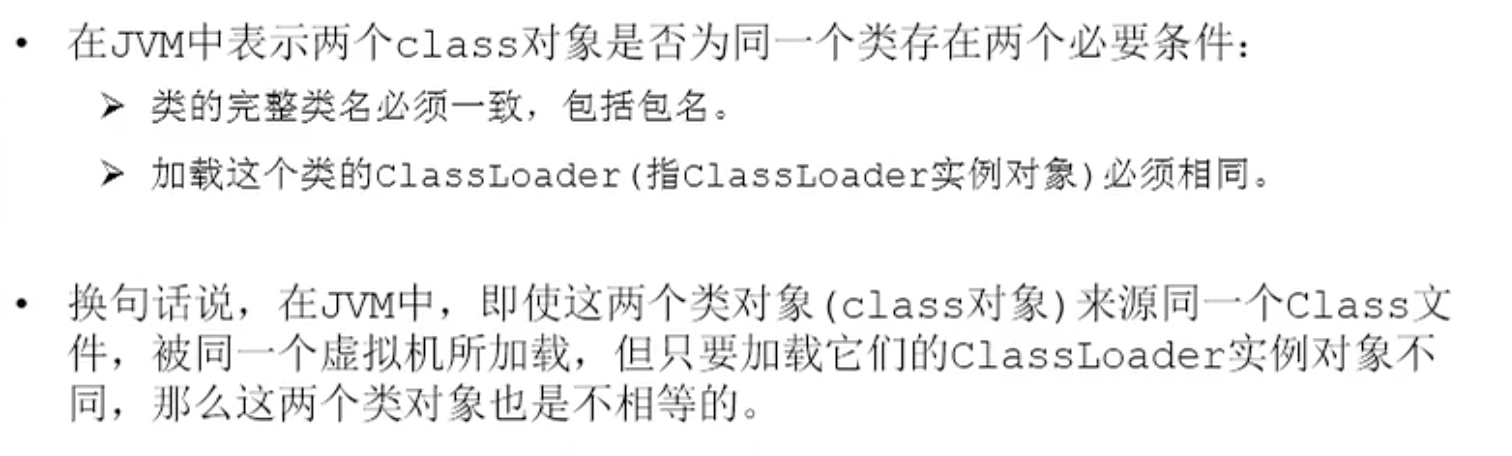 • 在JVM中表示两个class对象是否为同一个类存在两个必要条件：
➢ 类的完整类名必须一致，包括包名。
➢ 加载这个类的ClassLoader(指ClassLoader实例对象)必须相同。
• 换句话说，在JVM中，即使这两个类对象(class对象)来源同一个Class文
件，被同一个虚拟机所加载，但只要加载它们的ClassLoader实例对象不
同，那么这两个类对象也是不相等的。